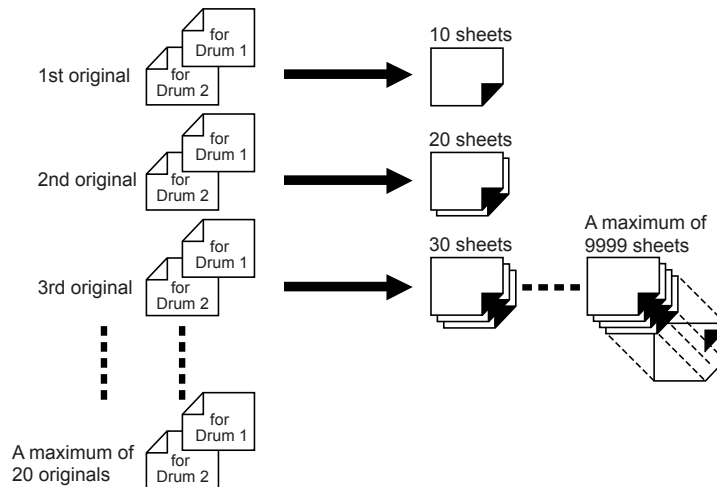 for
Drum 1
10 sheets
1st original
for
Drum 2
for
Drum 1
20 sheets
2nd original
for
Drum 2
for
Drum 1
30 sheets
A maximum of
9999 sheets
3rd original
for
Drum 2
for
Drum 1
A maximum of
20 originals
for
Drum 2